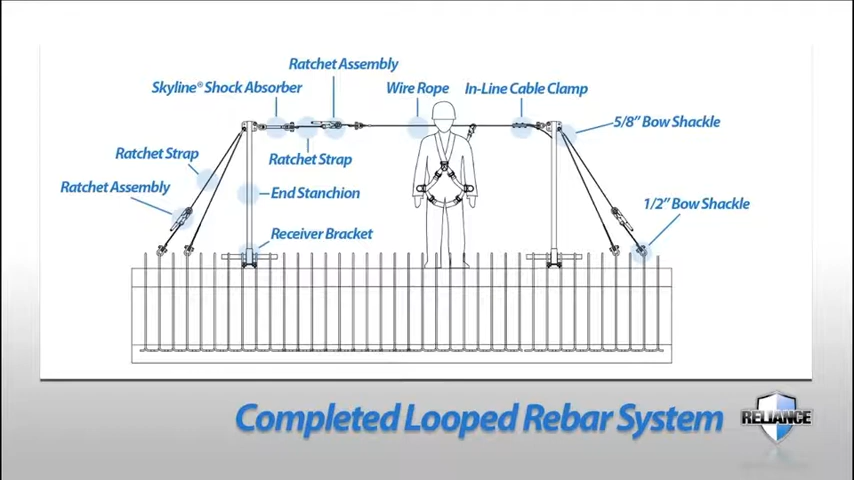 Ratchet Assembly
Skyline® Shock Absorber
Wire Rope
In-Line Cable Clamp
5/8" Bow Shackle
Ratchet Strap
Ratchet Strap
Ratchet Assembly
End Stanchion
1/2" Bow Shackle
Receiver Bracket
Completed Looped Rebar System
RELIANCE